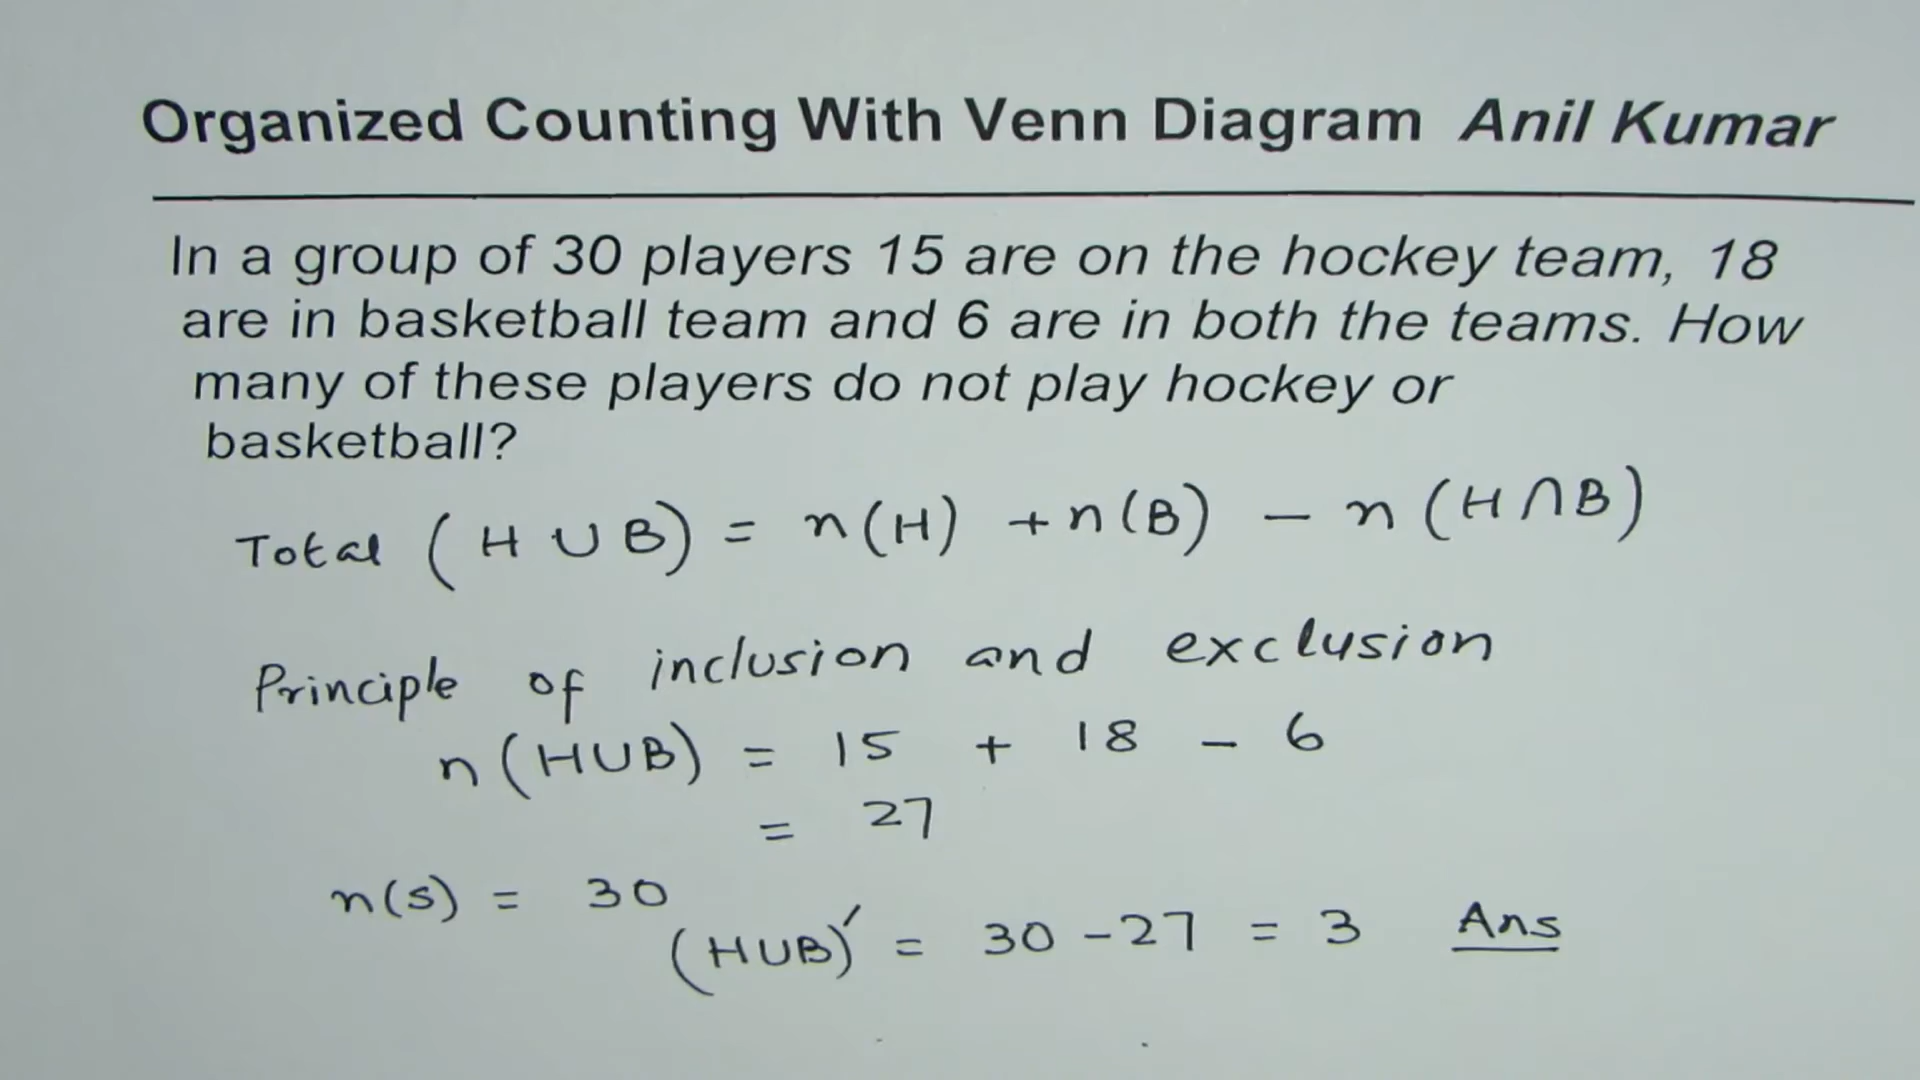 Organized Counting With Venn Diagram Anil Kumar
In a group of 30 players 15 are on the hockey team, 18
are in basketball team and 6 are in both the teams. How
many of these players do not play hockey or
basketball?
Total (H ∪ B) = n(H) + n(B) - n(H ∩ B)
Principle of inclusion and exclusion
n(H∪B) = 15 + 18 - 6
= 27
n(S) = 30
(H∪B)' = 30 - 27 = 3 Ans